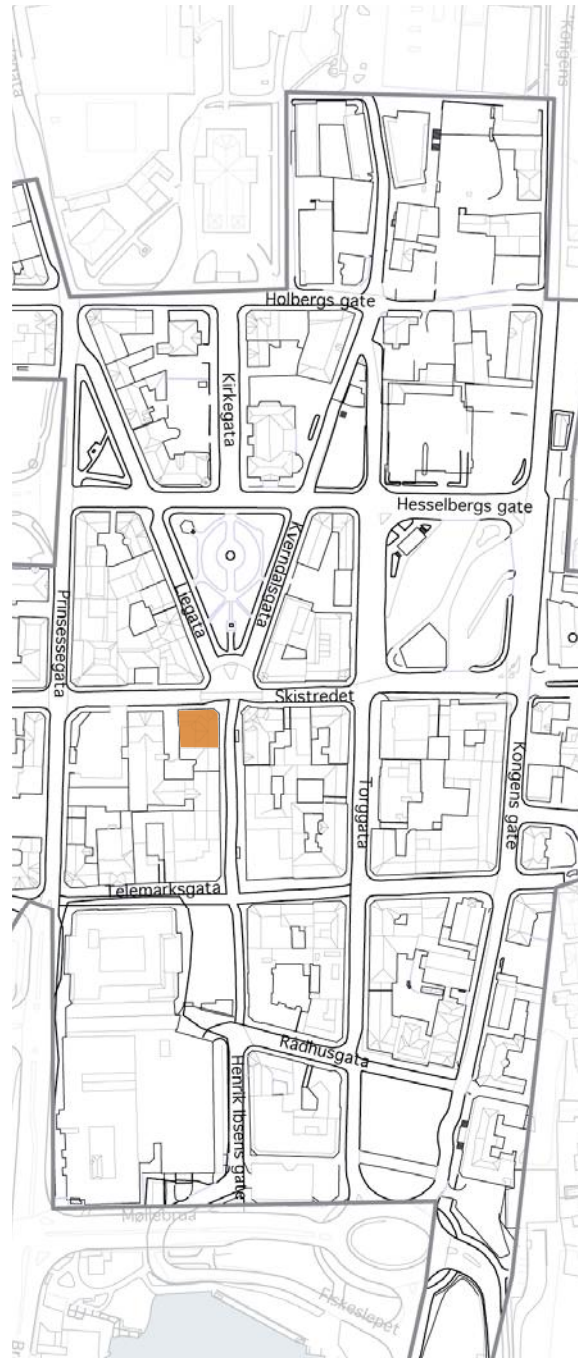 Kongens
Holbergs gate
Kirkegata
Hesselbergs gate
Kverndalsgata
Liegata
Prinsessegata
Skistredet
Torggata
Kongens gate
Telemarksgata
Rådhusgata
Henrik Ibsens gate
Møllebrua
Fiskeslepet